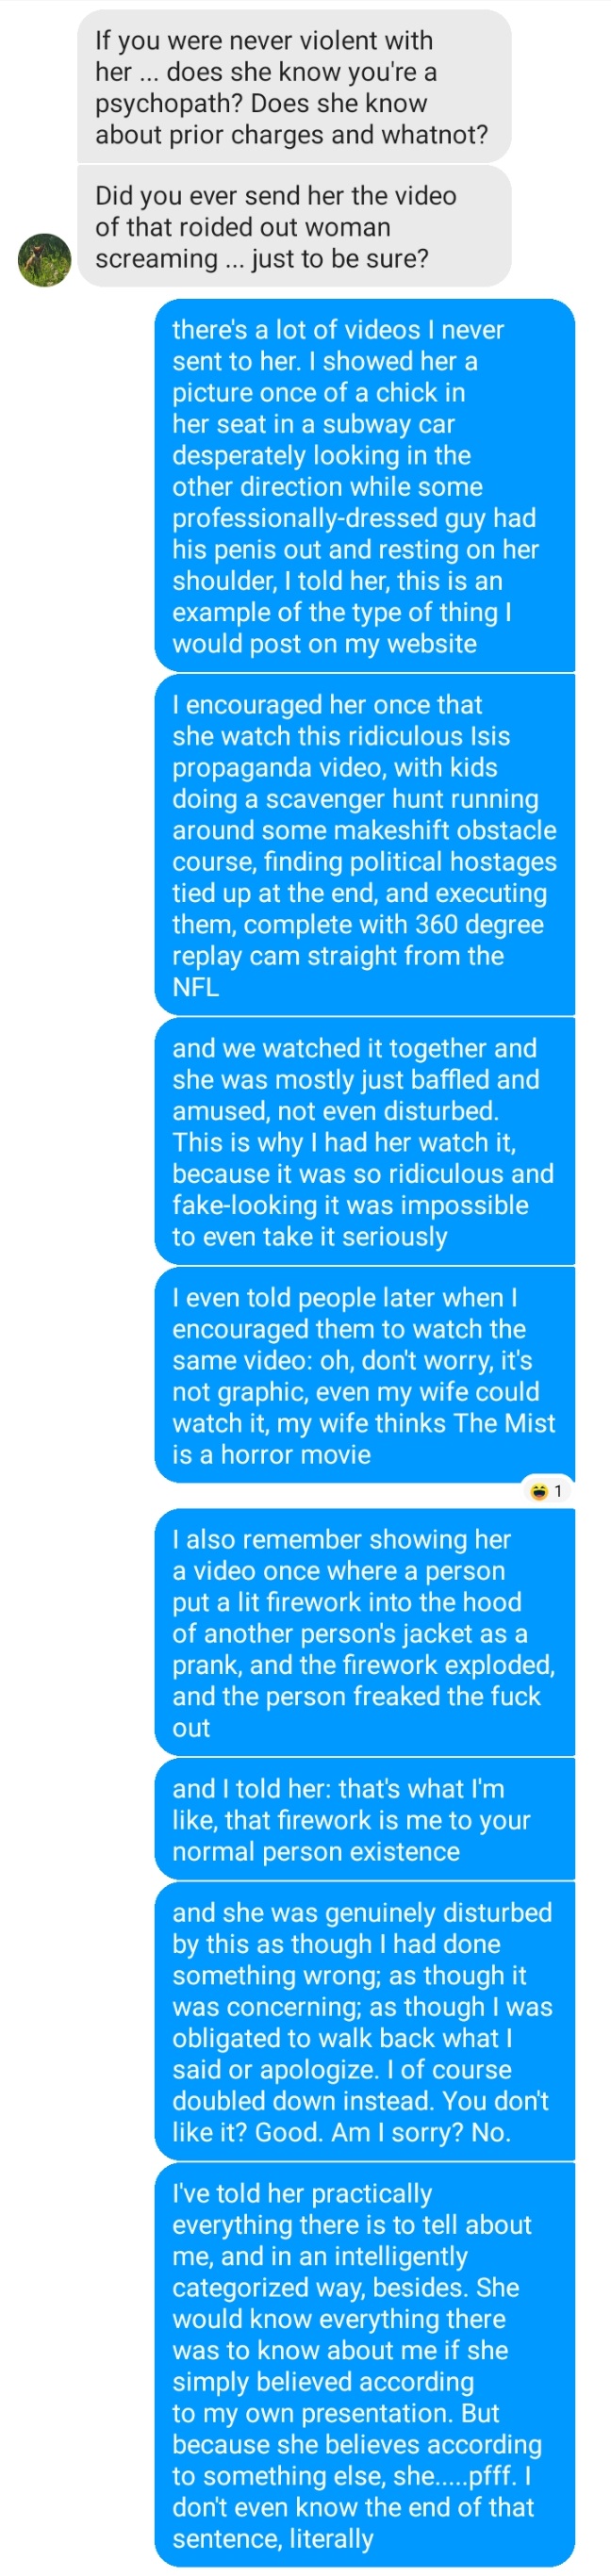 If you were never violent with
her ... does she know you're a
psychopath? Does she know
about prior charges and whatnot?
Did you ever send her the video
of that roided out woman
screaming ... just to be sure?
there's a lot of videos I never
sent to her. I showed her a
picture once of a chick in
her seat in a subway car
desperately looking in the
other direction while some
professionally-dressed guy had
his penis out and resting on her
shoulder, I told her, this is an
example of the type of thing I
would post on my website
I encouraged her once that
she watch this ridiculous Isis
propaganda video, with kids
doing a scavenger hunt running
around some makeshift obstacle
course, finding political hostages
tied up at the end, and executing
them, complete with 360 degree
replay cam straight from the
NFL
and we watched it together and
she was mostly just baffled and
amused, not even disturbed.
This is why I had her watch it,
because it was so ridiculous and
fake-looking it was impossible
to even take it seriously
I even told people later when I
encouraged them to watch the
same video: oh, don't worry, it's
not graphic, even my wife could
watch it, my wife thinks The Mist
is a horror movie
1
I also remember showing her
a video once where a person
put a lit firework into the hood
of another person's jacket as a
prank, and the firework exploded,
and the person freaked the fuck
out
and I told her: that's what I'm
like, that firework is me to your
normal person existence
and she was genuinely disturbed
by this as though I had done
something wrong; as though it
was concerning; as though I was
obligated to walk back what I
said or apologize. I of course
doubled down instead. You don't
like it? Good. Am I sorry? No.
I've told her practically
everything there is to tell about
me, and in an intelligently
categorized way, besides. She
would know everything there
was to know about me if she
simply believed according
to my own presentation. But
because she believes according
to something else, she.....pfff. I
don't even know the end of that
sentence, literally